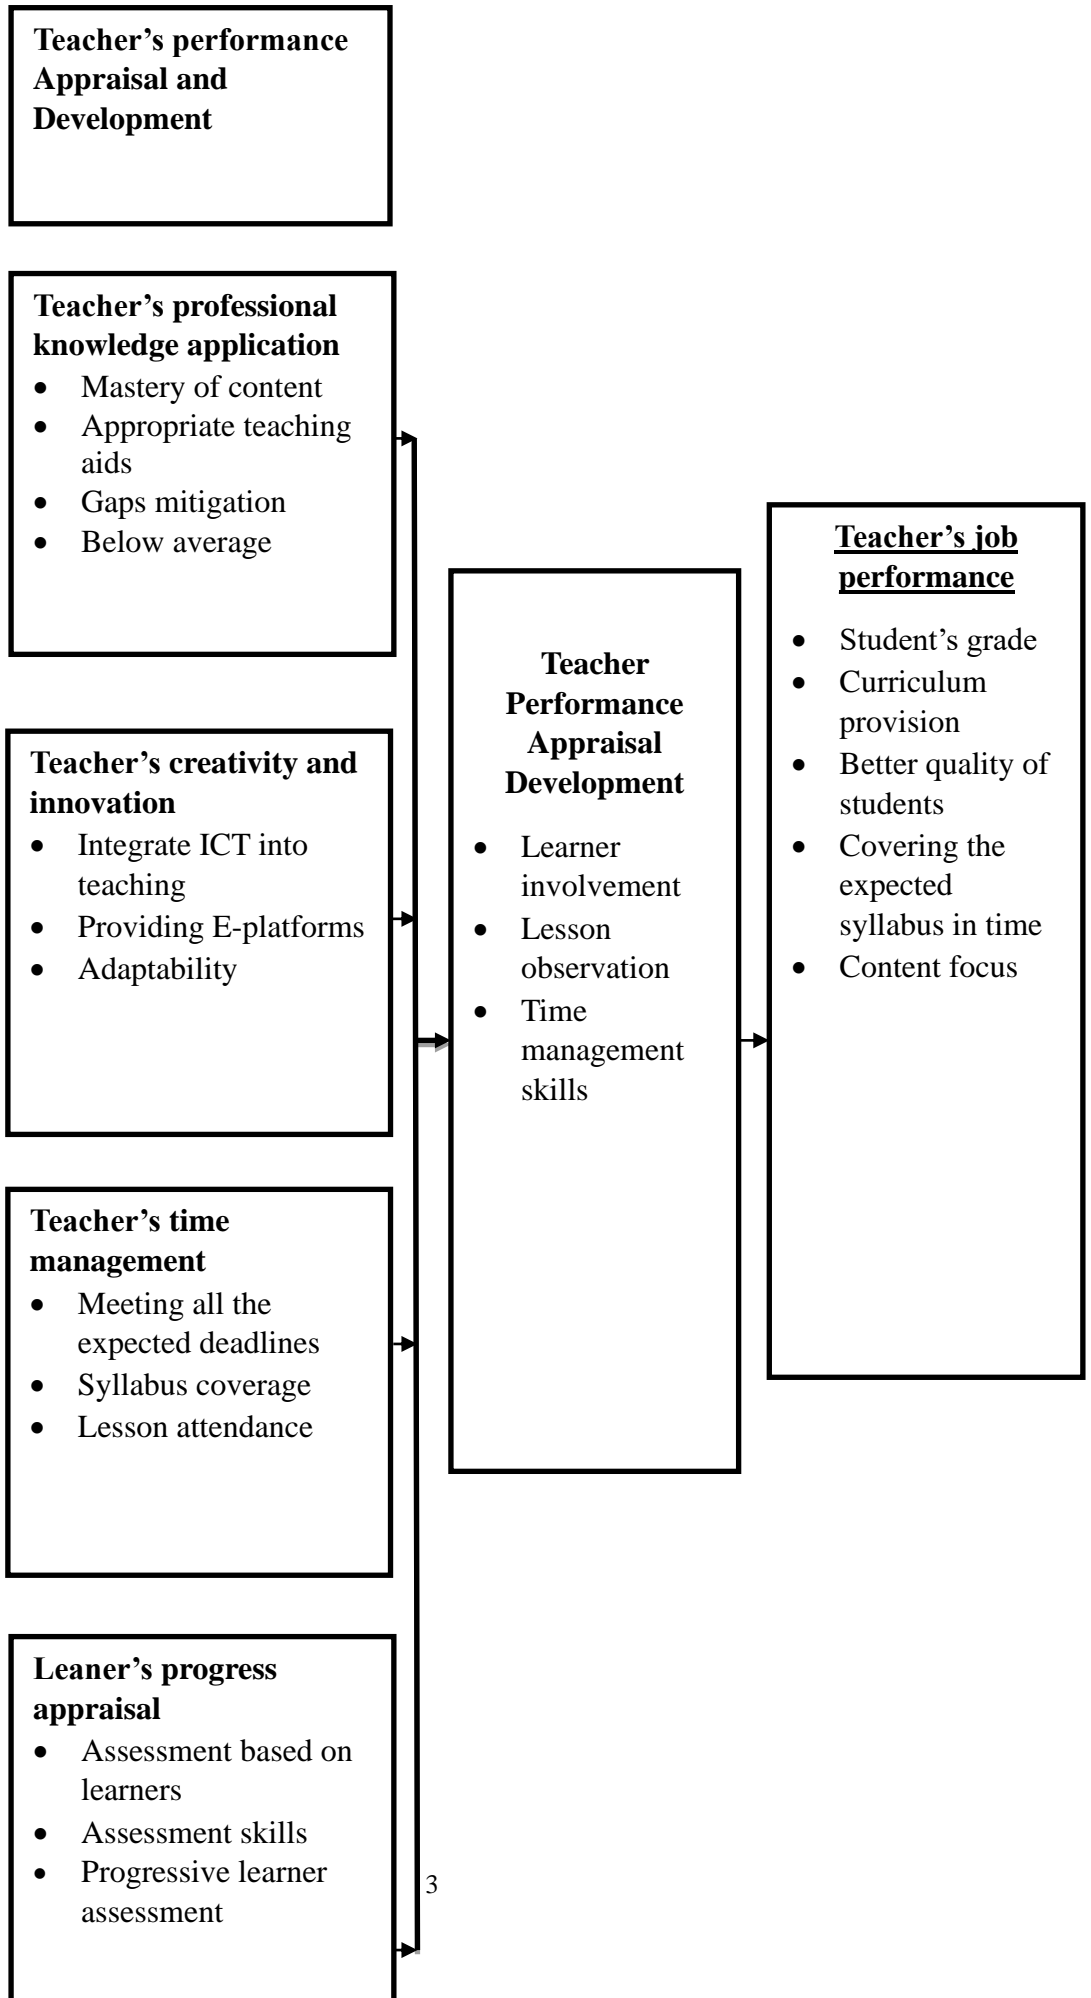 Teacher’s performance
Appraisal and
Development
Teacher’s professional
knowledge application
• Mastery of content
• Appropriate teaching
aids
• Gaps mitigation
• Below average
Teacher’s creativity and
innovation
• Integrate ICT into
teaching
• Providing E-platforms
• Adaptability
Teacher’s time
management
• Meeting all the
expected deadlines
• Syllabus coverage
• Lesson attendance
Leaner’s progress
appraisal
• Assessment based on
learners
• Assessment skills
• Progressive learner
assessment
Teacher
Performance
Appraisal
Development
• Learner
involvement
• Lesson
observation
• Time
management
skills
Teacher’s job
performance
• Student’s grade
• Curriculum
provision
• Better quality of
students
• Covering the
expected
syllabus in time
• Content focus
3